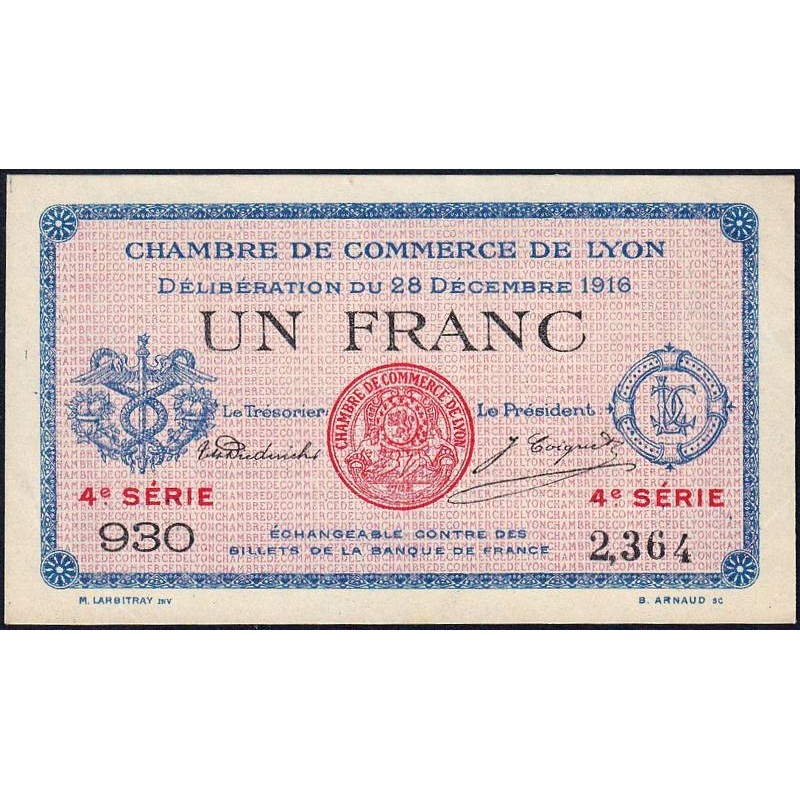 CHAMBRE DE COMMERCE DE LYON
DÉLIBÉRATION DU 28 DÉCEMBRE 1916
UN FRANC
CHAMBRE DE COMMERCE DE LYON
Le Trésorier Le Président
J Coignet
4e SÉRIE 4e SÉRIE
930 2,364
ÉCHANGEABLE CONTRE DES
BILLETS DE LA BANQUE DE FRANCE
M. LARBITRAY INV B. ARNAUD SC